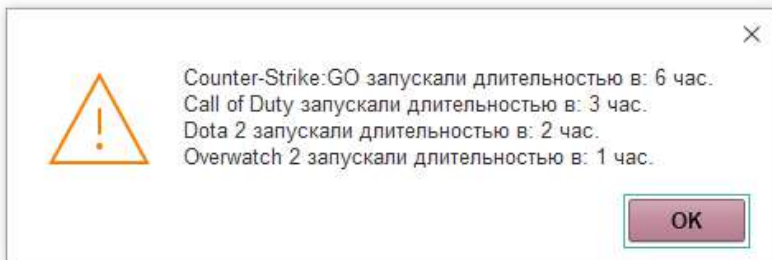 Counter-Strike:GO запускали длительностью в: 6 час.
Call of Duty запускали длительностью в: 3 час.
Dota 2 запускали длительностью в: 2 час.
Overwatch 2 запускали длительностью в: 1 час.
OK